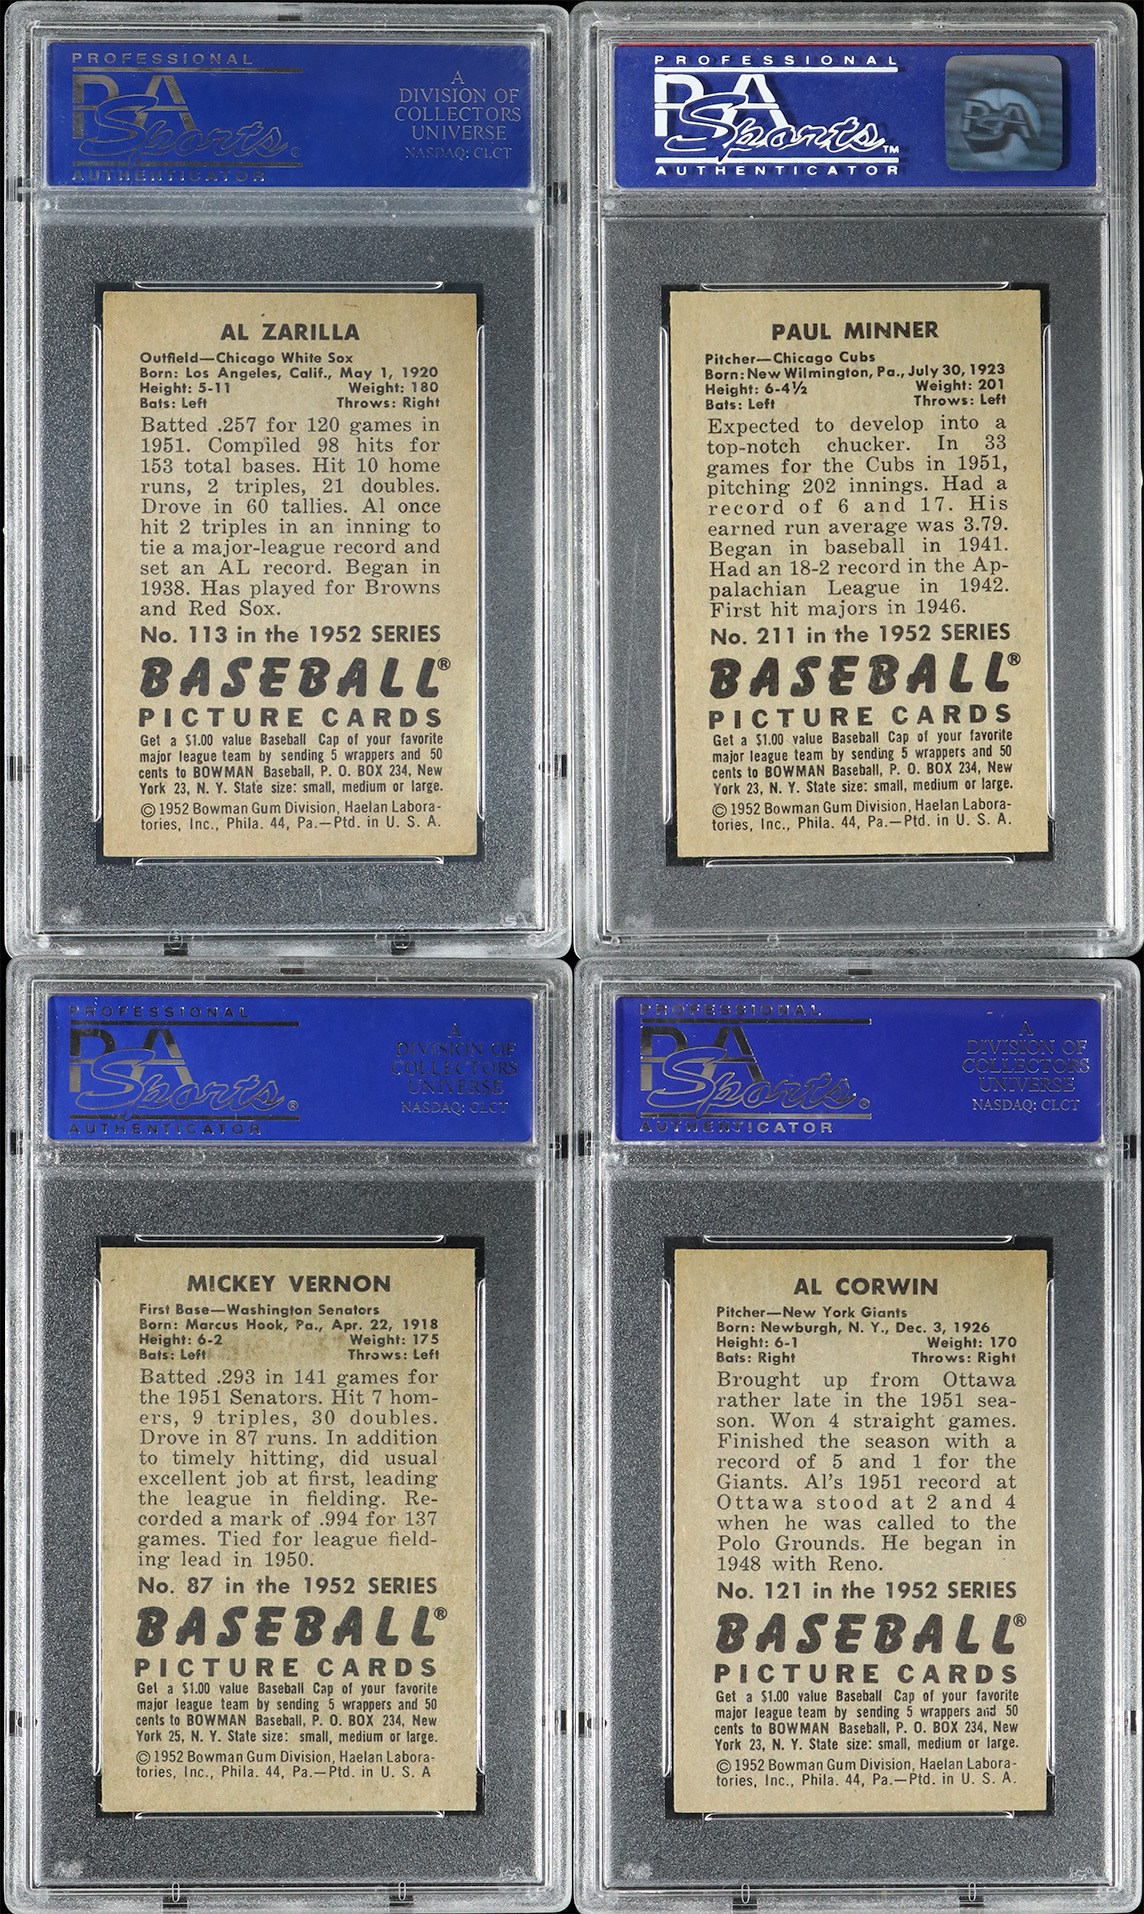 PROFESSIONAL
PSA
Sports®
AUTHENTICATOR
A
DIVISION OF
COLLECTORS
UNIVERSE
NASDAQ: CLCT
AL ZARILLA
Outfield—Chicago White Sox
Born: Los Angeles, Calif., May 1, 1920
Height: 5-11 Weight: 180
Bats: Left Throws: Right
Batted .257 for 120 games in
1951. Compiled 98 hits for
153 total bases. Hit 10 home
runs, 2 triples, 21 doubles.
Drove in 60 tallies. Al once
hit 2 triples in an inning to
tie a major-league record and
set an AL record. Began in
1938. Has played for Browns
and Red Sox.
No. 113 in the 1952 SERIES
BASEBALL®
PICTURE CARDS
Get a $1.00 value Baseball Cap of your favorite
major league team by sending 5 wrappers and 50
cents to BOWMAN Baseball, P. O. BOX 234, New
York 23, N. Y. State size: small, medium or large.
© 1952 Bowman Gum Division, Haelan Labora-
tories, Inc., Phila. 44, Pa.—Ptd. in U. S. A.
PROFESSIONAL
PSA
Sports™
AUTHENTICATOR
PSA
PAUL MINNER
Pitcher—Chicago Cubs
Born: New Wilmington, Pa., July 30, 1923
Height: 6-4½ Weight: 201
Bats: Left Throws: Left
Expected to develop into a
top-notch chucker. In 33
games for the Cubs in 1951,
pitching 202 innings. Had a
record of 6 and 17. His
earned run average was 3.79.
Began in baseball in 1941.
Had an 18-2 record in the Ap-
palachian League in 1942.
First hit majors in 1946.
No. 211 in the 1952 SERIES
BASEBALL®
PICTURE CARDS
Get a $1.00 value Baseball Cap of your favorite
major league team by sending 5 wrappers and 50
cents to BOWMAN Baseball, P. O. BOX 234, New
York 23, N. Y. State size: small, medium or large.
© 1952 Bowman Gum Division, Haelan Labora-
tories, Inc., Phila. 44, Pa.—Ptd. in U. S. A.
PROFESSIONAL
PSA
Sports®
AUTHENTICATOR
A
DIVISION OF
COLLECTORS
UNIVERSE
NASDAQ: CLCT
MICKEY VERNON
First Base—Washington Senators
Born: Marcus Hook, Pa., Apr. 22, 1918
Height: 6-2 Weight: 175
Bats: Left Throws: Left
Batted .293 in 141 games for
the 1951 Senators. Hit 7 hom-
ers, 9 triples, 30 doubles.
Drove in 87 runs. In addition
to timely hitting, did usual
excellent job at first, leading
the league in fielding. Re-
corded a mark of .994 for 137
games. Tied for league field-
ing lead in 1950.
No. 87 in the 1952 SERIES
BASEBALL®
PICTURE CARDS
Get a $1.00 value Baseball Cap of your favorite
major league team by sending 5 wrappers and 50
cents to BOWMAN Baseball, P. O. BOX 234, New
York 25, N. Y. State size: small, medium or large.
© 1952 Bowman Gum Division, Haelan Labora-
tories, Inc., Phila. 44, Pa.—Ptd. in U. S. A
PROFESSIONAL
PSA
Sports®
AUTHENTICATOR
A
DIVISION OF
COLLECTORS
UNIVERSE
NASDAQ: CLCT
AL CORWIN
Pitcher—New York Giants
Born: Newburgh, N. Y., Dec. 3, 1926
Height: 6-1 Weight: 170
Bats: Right Throws: Right
Brought up from Ottawa
rather late in the 1951 sea-
son. Won 4 straight games.
Finished the season with a
record of 5 and 1 for the
Giants. Al's 1951 record at
Ottawa stood at 2 and 4
when he was called to the
Polo Grounds. He began in
1948 with Reno.
No. 121 in the 1952 SERIES
BASEBALL®
PICTURE CARDS
Get a $1.00 value Baseball Cap of your favorite
major league team by sending 5 wrappers and 50
cents to BOWMAN Baseball, P. O. BOX 234, New
York 23, N. Y. State size: small, medium or large.
© 1952 Bowman Gum Division, Haelan Labora-
tories, Inc., Phila. 44, Pa.—Ptd. in U. S. A.